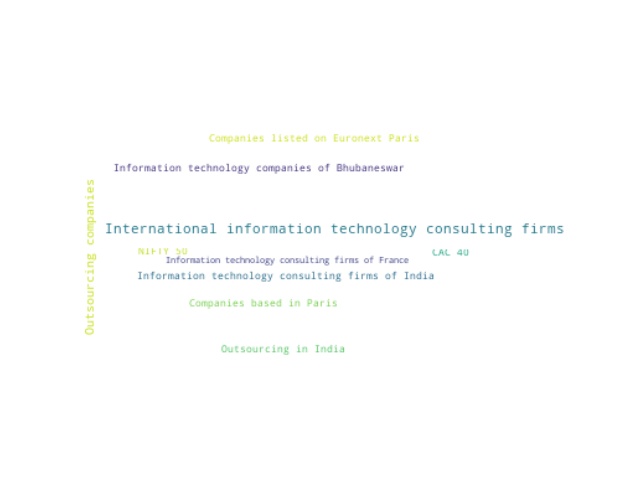 Companies listed on Euronext Paris
Information technology companies of Bhubaneswar
Outsourcing companies
International information technology consulting firms
NIFTY 50
CAC 40
Information technology consulting firms of France
Information technology consulting firms of India
Companies based in Paris
Outsourcing in India